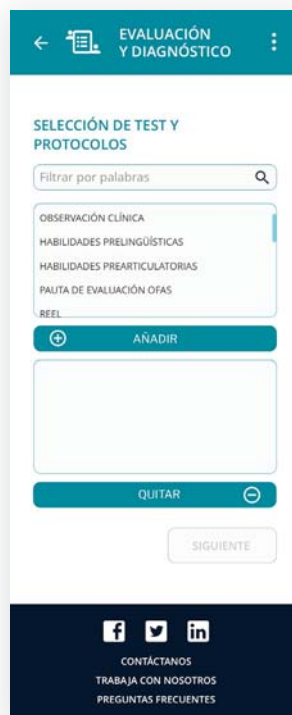 EVALUACIÓN
Y DIAGNÓSTICO
SELECCIÓN DE TEST Y
PROTOCOLOS
Filtrar por palabras
OBSERVACIÓN CLÍNICA
HABILIDADES PRELINGÜÍSTICAS
HABILIDADES PREARTICULATORIAS
PAUTA DE EVALUACIÓN OFAS
REEL
AÑADIR
QUITAR
SIGUIENTE
CONTÁCTANOS
TRABAJA CON NOSOTROS
PREGUNTAS FRECUENTES